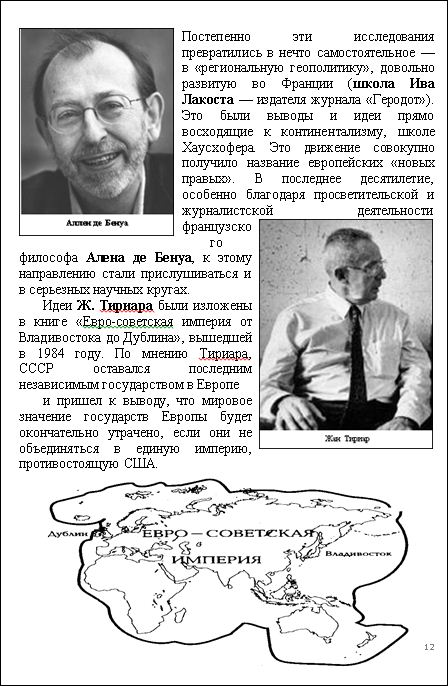 Постепенно эти исследования
превратились в нечто самостоятельное —
в «региональную геополитику», довольно
развитую во Франции (школа Ива
Лакоста — издателя журнала «Геродот»).
Это были выводы и идеи прямо
восходящие к континентализму, школе
Хаусхофера. Это движение совокупно
получило название европейских «новых
правых». В последнее десятилетие,
особенно благодаря просветительской и
журналистской деятельности
французско
го
философа Алена де Бенуа, к этому
направлению стали прислушиваться и
в серьезных научных кругах.
Аллен де Бенуа
Идеи Ж. Тириара были изложены
в книге «Евро-советская империя от
Владивостока до Дублина», вышедшей
в 1984 году. По мнению Тириара,
СССР оставался последним
независимым государством в Европе
и пришел к выводу, что мировое
значение государств Европы будет
окончательно утрачено, если они не
объединяться в единую империю,
противостоящую США.
Жан Тириар
Дублин
ЕВРО—СОВЕТСКАЯ
ИМПЕРИЯ
Владивосток
12